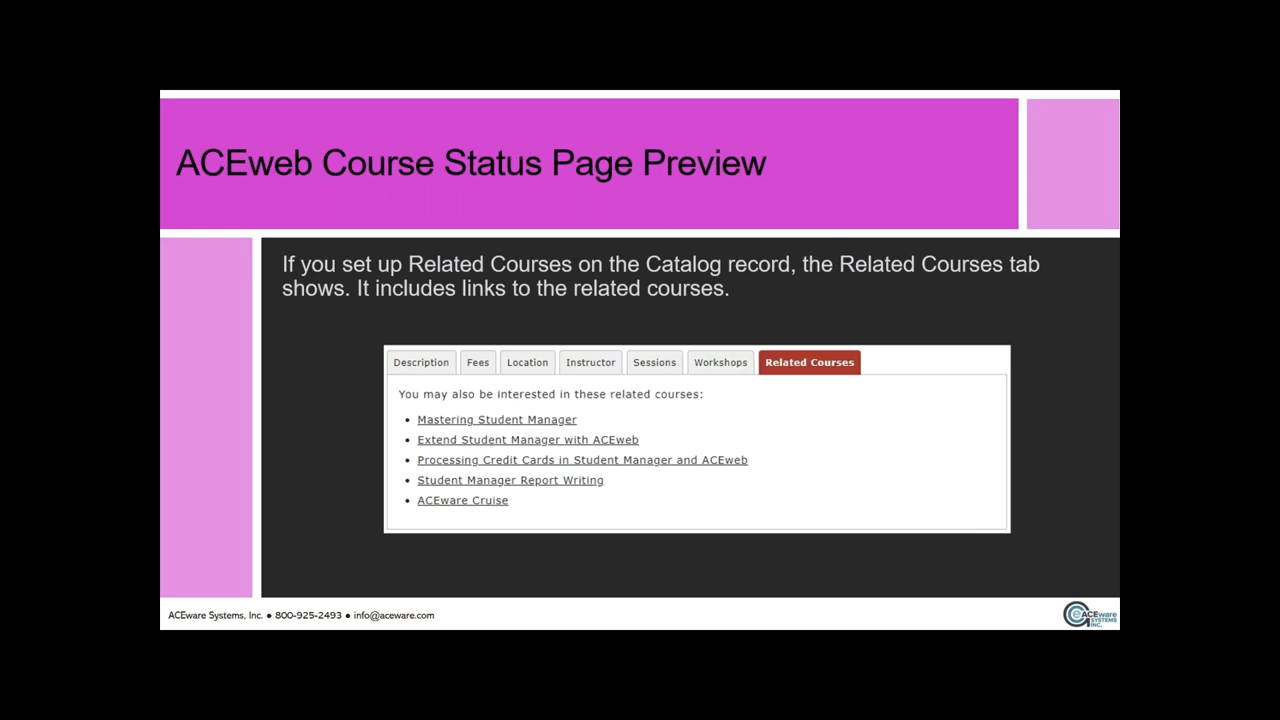 ACEweb Course Status Page Preview
If you set up Related Courses on the Catalog record, the Related Courses tab
shows. It includes links to the related courses.
Description Fees Location Instructor Sessions Workshops Related Courses
You may also be interested in these related courses:
• Mastering Student Manager
• Extend Student Manager with ACEweb
• Processing Credit Cards in Student Manager and ACEweb
• Student Manager Report Writing
• ACEware Cruise
ACEware Systems, Inc. ● 800-925-2493 ● info@aceware.com
ACEware
SYSTEMS
INC.